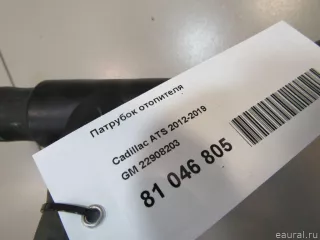 Патрубок отопителя
Cadillac ATS 2012-2019
GM 22908203
81 046 805
eaural.ru